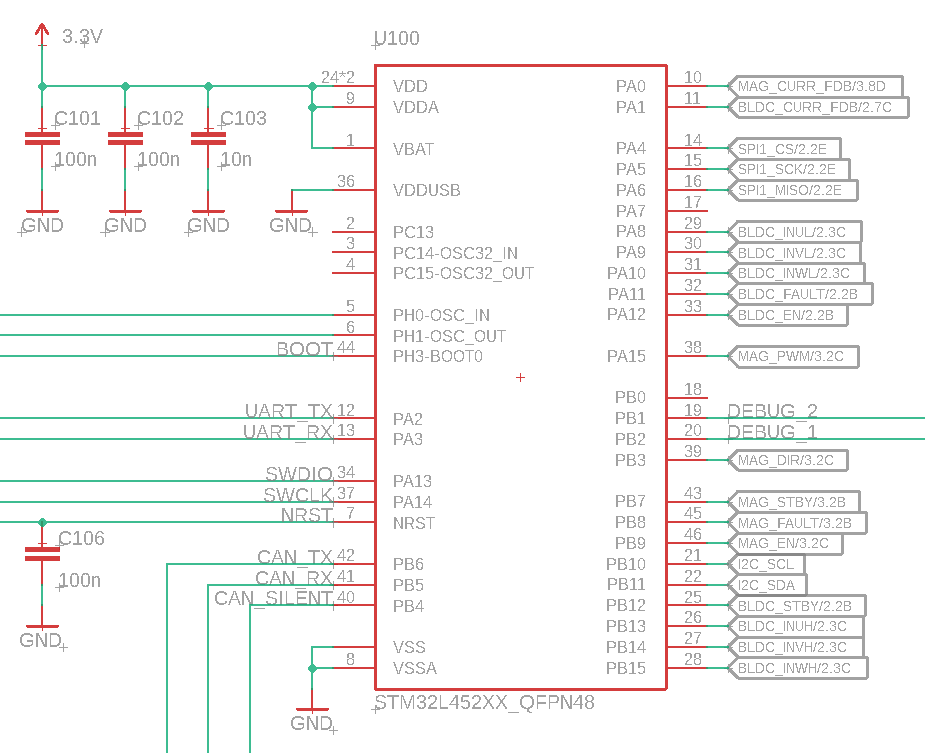 3.3V
U100
24*2 VDD PA0 10 MAG_CURR_FDB/3.8D
9 VDDA PA1 11 BLDC_CURR_FDB/2.7C
C101 C102 C103
1 VBAT PA4 14 SPI1_CS/2.2E
100n 100n 10n
PA5 15 SPI1_SCK/2.2E
36 VDDUSB PA6 16 SPI1_MISO/2.2E
PA7 17
GND GND GND GND
2 PC13 PA8 29 BLDC_INUL/2.3C
3 PC14-OSC32_IN PA9 30 BLDC_INVL/2.3C
4 PC15-OSC32_OUT PA10 31 BLDC_INWL/2.3C
PA11 32 BLDC_FAULT/2.2B
5 PH0-OSC_IN PA12 33 BLDC_EN/2.2B
6 PH1-OSC_OUT
BOOT 44 PH3-BOOT0 PA15 38 MAG_PWM/3.2C
PB0 18
UART_TX 12 PA2 PB1 19 DEBUG_2
UART_RX 13 PA3 PB2 20 DEBUG_1
PB3 39 MAG_DIR/3.2C
SWDIO 34 PA13
SWCLK 37 PA14 PB7 43 MAG_STBY/3.2B
NRST 7 NRST PB8 45 MAG_FAULT/3.2B
C106
PB9 46 MAG_EN/3.2C
CAN_TX 42 PB6 PB10 21 I2C_SCL
100n
CAN_RX 41 PB5 PB11 22 I2C_SDA
CAN_SILENT 40 PB4 PB12 25 BLDC_STBY/2.2B
PB13 26 BLDC_INUH/2.3C
GND
VSS PB14 27 BLDC_INVH/2.3C
8 VSSA PB15 28 BLDC_INWH/2.3C
STM32L452XX_QFPN48
GND